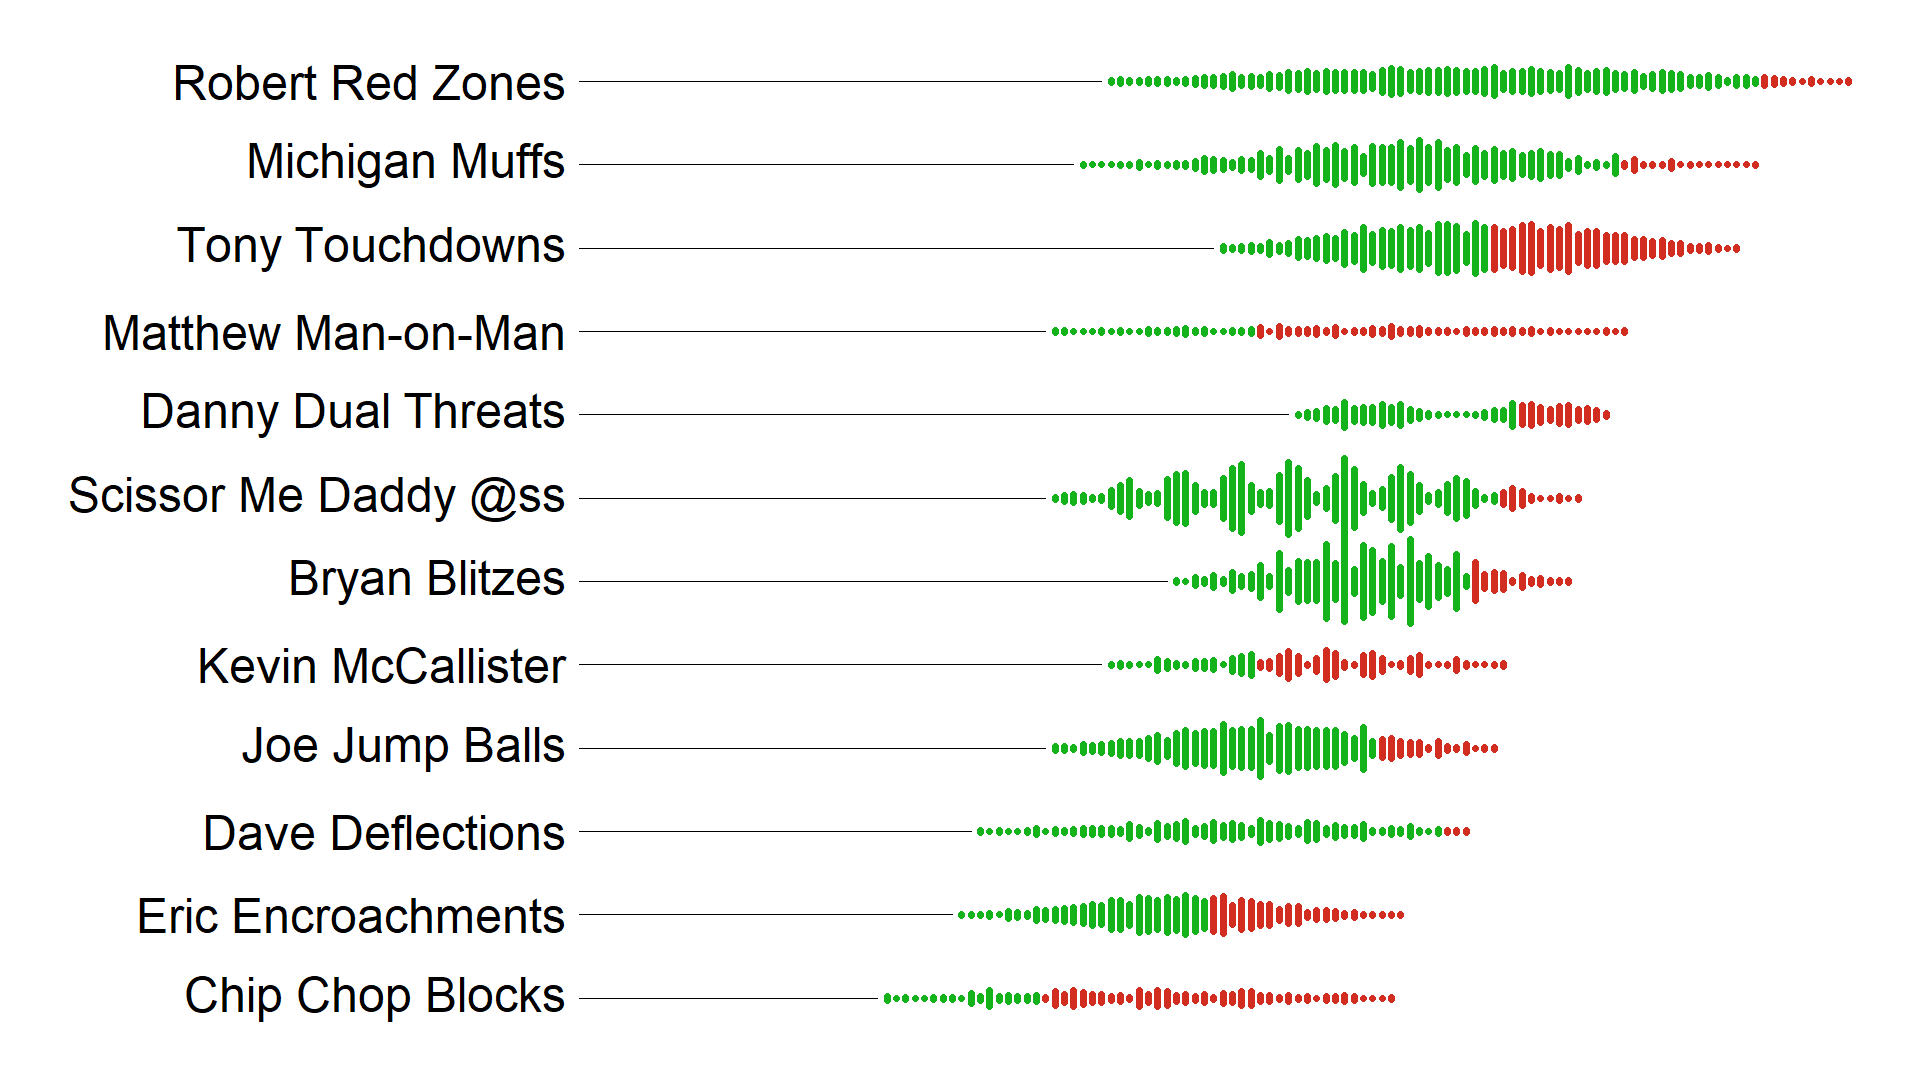 Robert Red Zones
Michigan Muffs
Tony Touchdowns
Matthew Man-on-Man
Danny Dual Threats
Scissor Me Daddy @ss
Bryan Blitzes
Kevin McCallister
Joe Jump Balls
Dave Deflections
Eric Encroachments
Chip Chop Blocks